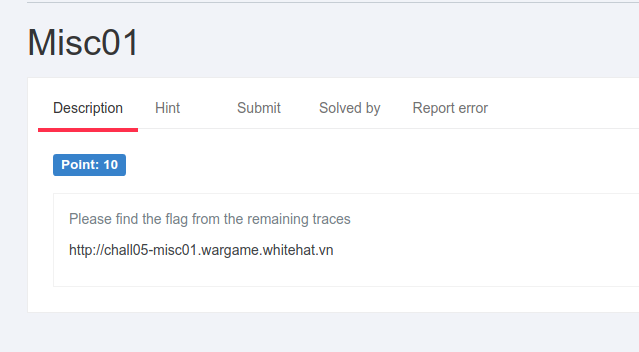 Misc01
Description Hint Submit Solved by Report error
Point: 10
Please find the flag from the remaining traces
http://chall05-misc01.wargame.whitehat.vn